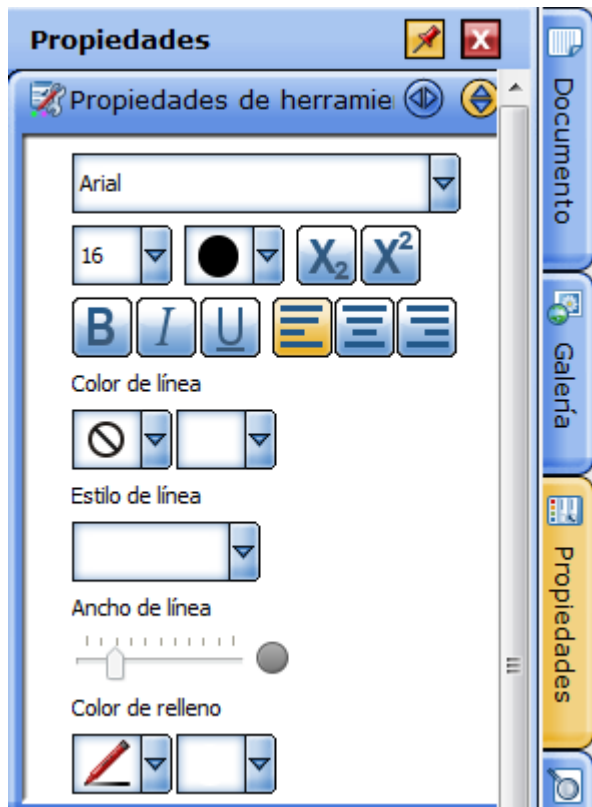 Propiedades
Propiedades de herramie
Arial
16
X₂ X²
B I U
Color de línea
Estilo de línea
Ancho de línea
Color de relleno
Documento
Galería
Propiedades